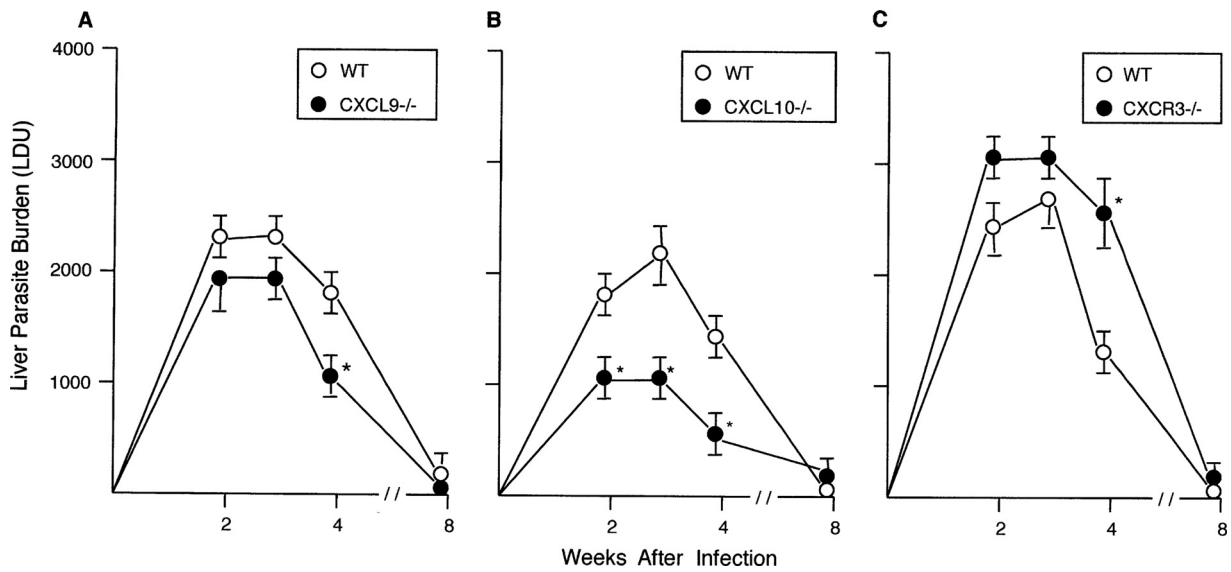 A
B
C
4000
3000
2000
1000
Liver Parasite Burden (LDU)
WT
CXCL9-/-
*
2
4
//
8
WT
CXCL10-/-
*
*
*
2
4
//
8
WT
CXCR3-/-
*
2
4
//
8
Weeks After Infection